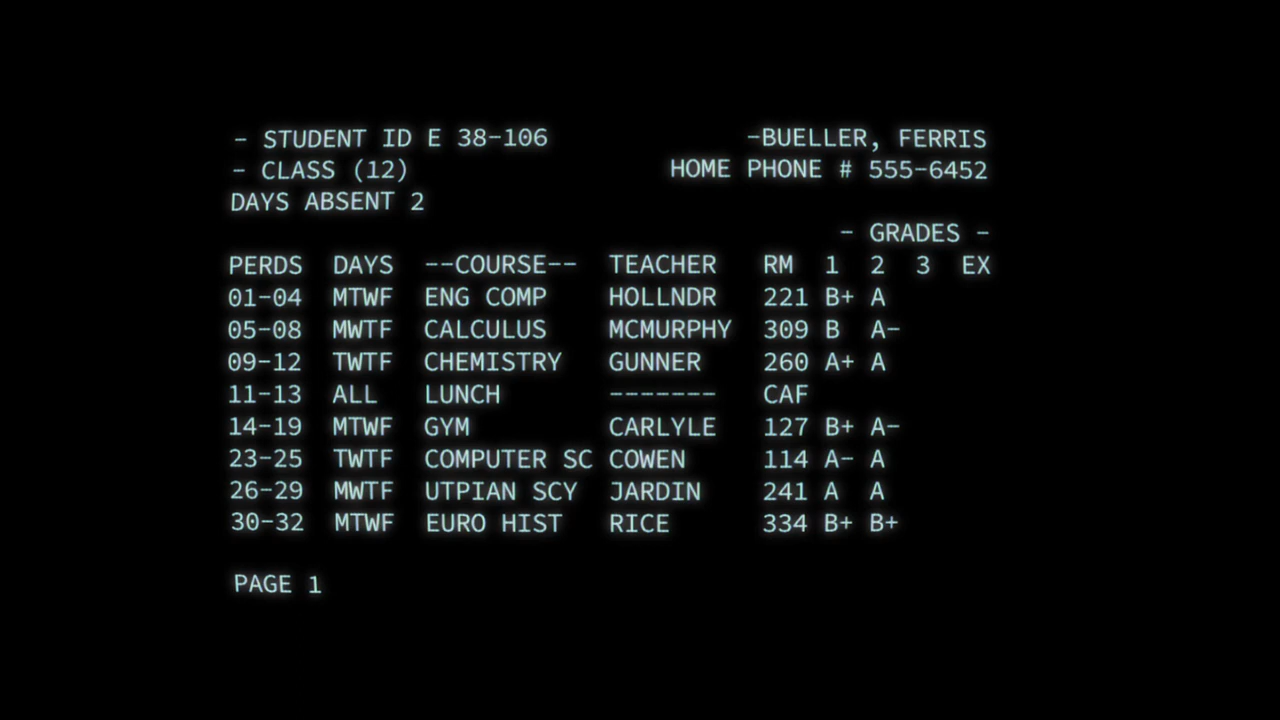 - STUDENT ID E 38-106 -BUELLER, FERRIS
- CLASS (12) HOME PHONE # 555-6452
DAYS ABSENT 2
- GRADES -
PERDS DAYS --COURSE-- TEACHER RM 1 2 3 EX
01-04 MTWF ENG COMP HOLLNDR 221 B+ A
05-08 MWTF CALCULUS MCMURPHY 309 B A-
09-12 TWTF CHEMISTRY GUNNER 260 A+ A
11-13 ALL LUNCH ------- CAF
14-19 MTWF GYM CARLYLE 127 B+ A-
23-25 TWTF COMPUTER SC COWEN 114 A- A
26-29 MWTF UTPIAN SCY JARDIN 241 A A
30-32 MTWF EURO HIST RICE 334 B+ B+
PAGE 1